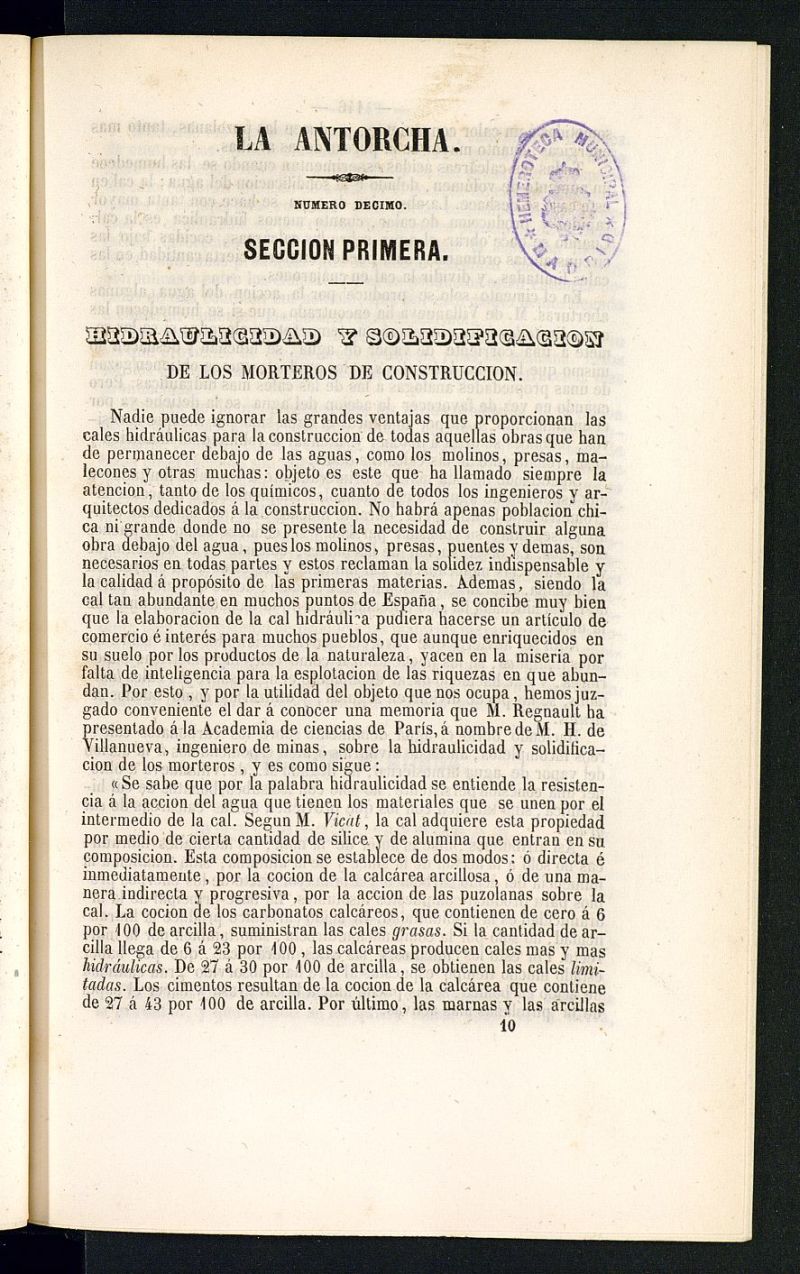 LA ANTORCHA.
HEMEROTECA MUNICIPAL
NUMERO DECIMO.
SECCION PRIMERA.
HIDRAULICIDAD Y SOLIDIFICACION
DE LOS MORTEROS DE CONSTRUCCION.
Nadie puede ignorar las grandes ventajas que proporcionan las
cales hidráulicas para la construccion de todas aquellas obras que han
de permanecer debajo de las aguas, como los molinos, presas, ma-
lecones y otras muchas: objeto es este que ha llamado siempre la
atencion, tanto de los químicos, cuanto de todos los ingenieros y ar-
quitectos dedicados á la construccion. No habrá apenas poblacion chi-
ca ni grande donde no se presente la necesidad de construir alguna
obra debajo del agua, pues los molinos, presas, puentes y demas, son
necesarios en todas partes y estos reclaman la solidez indispensable y
la calidad á propósito de las primeras materias. Ademas, siendo la
cal tan abundante en muchos puntos de España, se concibe muy bien
que la elaboracion de la cal hidráulica pudiera hacerse un artículo de
comercio é interés para muchos pueblos, que aunque enriquecidos en
su suelo por los productos de la naturaleza, yacen en la miseria por
falta de inteligencia para la esplotacion de las riquezas en que abun-
dan. Por esto, y por la utilidad del objeto que nos ocupa, hemos juz-
gado conveniente el dar á conocer una memoria que M. Regnault ha
presentado á la Academia de ciencias de París, á nombre de M. H. de
Villanueva, ingeniero de minas, sobre la hidraulicidad y solidifica-
cion de los morteros, y es como sigue:
«Se sabe que por la palabra hidraulicidad se entiende la resisten-
cia á la accion del agua que tienen los materiales que se unen por el
intermedio de la cal. Segun M. Vicat, la cal adquiere esta propiedad
por medio de cierta cantidad de silice y de alumina que entran en su
composicion. Esta composicion se establece de dos modos: ó directa é
inmediatamente, por la cocion de la calcárea arcillosa, ó de una ma-
nera indirecta y progresiva, por la accion de las puzolanas sobre la
cal. La cocion de los carbonatos calcáreos, que contienen de cero á 6
por 100 de arcilla, suministran las cales grasas. Si la cantidad de ar-
cilla llega de 6 á 23 por 100, las calcáreas producen cales mas y mas
hidráulicas. De 27 á 30 por 100 de arcilla, se obtienen las cales limi-
tadas. Los cimentos resultan de la cocion de la calcárea que contiene
de 27 á 43 por 100 de arcilla. Por último, las marnas y las arcillas
10